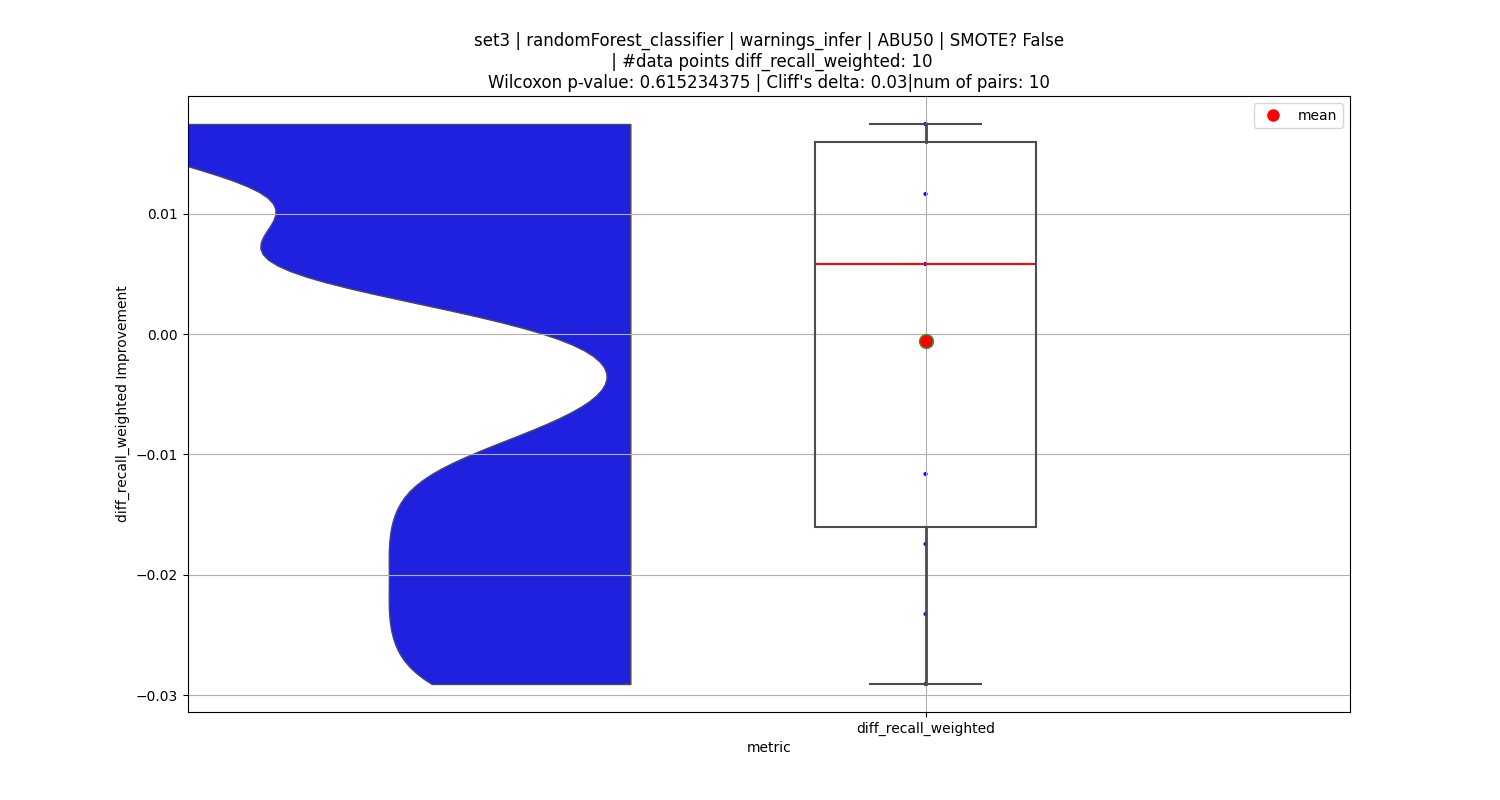 set3 | randomForest_classifier | warnings_infer | ABU50 | SMOTE? False
| #data points diff_recall_weighted: 10
Wilcoxon p-value: 0.615234375 | Cliff's delta: 0.03|num of pairs: 10
mean
0.01
0.00
−0.01
−0.02
−0.03
diff_recall_weighted Improvement
diff_recall_weighted
metric